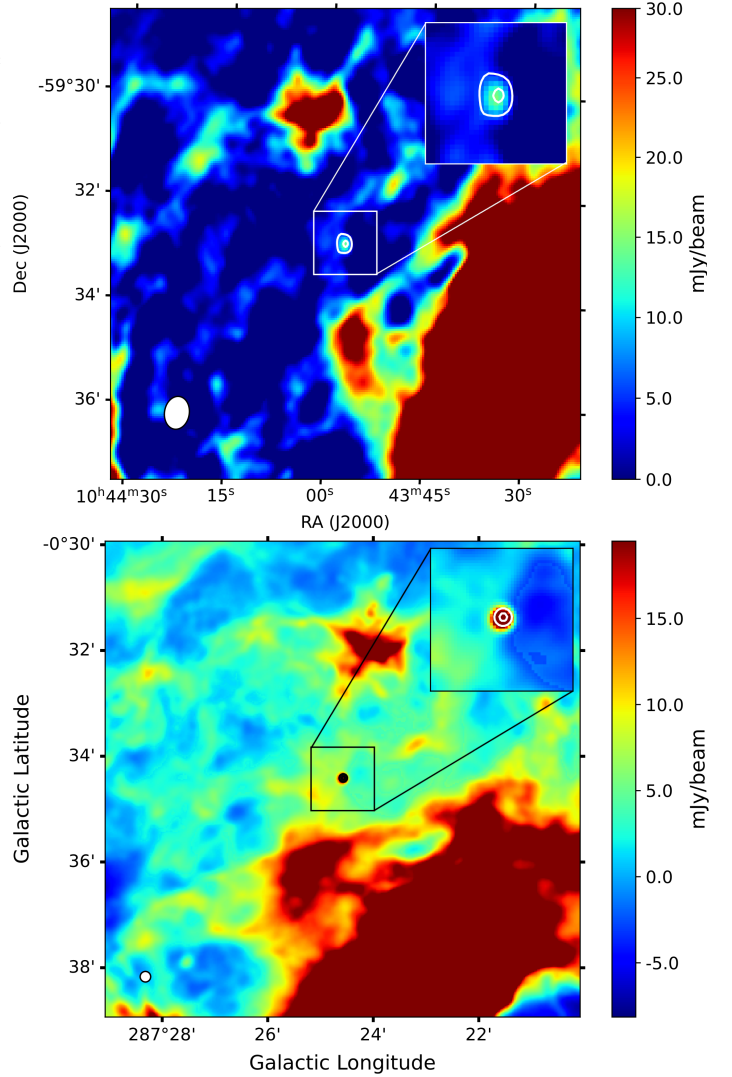 -59°30'
32'
34'
36'
Dec (J2000)
10ʰ44ᵐ30ˢ 15ˢ 00ˢ 43ᵐ45ˢ 30ˢ
RA (J2000)
30.0
25.0
20.0
15.0
10.0
5.0
0.0
mJy/beam
-0°30'
32'
34'
36'
38'
Galactic Latitude
287°28' 26' 24' 22'
Galactic Longitude
15.0
10.0
5.0
0.0
-5.0
mJy/beam